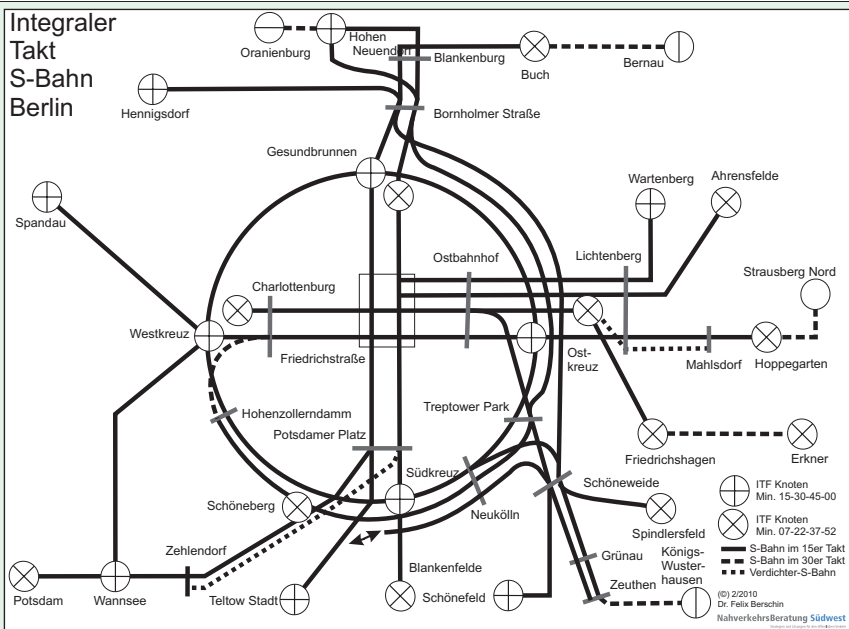 Integraler
Takt
S-Bahn
Berlin
Oranienburg
Hohen
Neuendorf
Blankenburg
Buch
Bernau
Hennigsdorf
Bornholmer Straße
Gesundbrunnen
Wartenberg
Ahrensfelde
Spandau
Ostbahnhof
Lichtenberg
Strausberg Nord
Charlottenburg
Westkreuz
Friedrichstraße
Ost-
kreuz
Mahlsdorf
Hoppegarten
Hohenzollerndamm
Treptower Park
Potsdamer Platz
Friedrichshagen
Erkner
Südkreuz
Schöneweide
Schöneberg
Neukölln
Spindlersfeld
ITF Knoten
Min. 15-30-45-00
ITF Knoten
Min. 07-22-37-52
Zehlendorf
Grünau
Königs-
Wuster-
hausen
S-Bahn im 15er Takt
S-Bahn im 30er Takt
Verdichter-S-Bahn
Potsdam
Wannsee
Teltow Stadt
Blankenfelde
Schönefeld
Zeuthen
(©) 2/2010
Dr. Felix Berschin
NahverkehrsBeratung Südwest